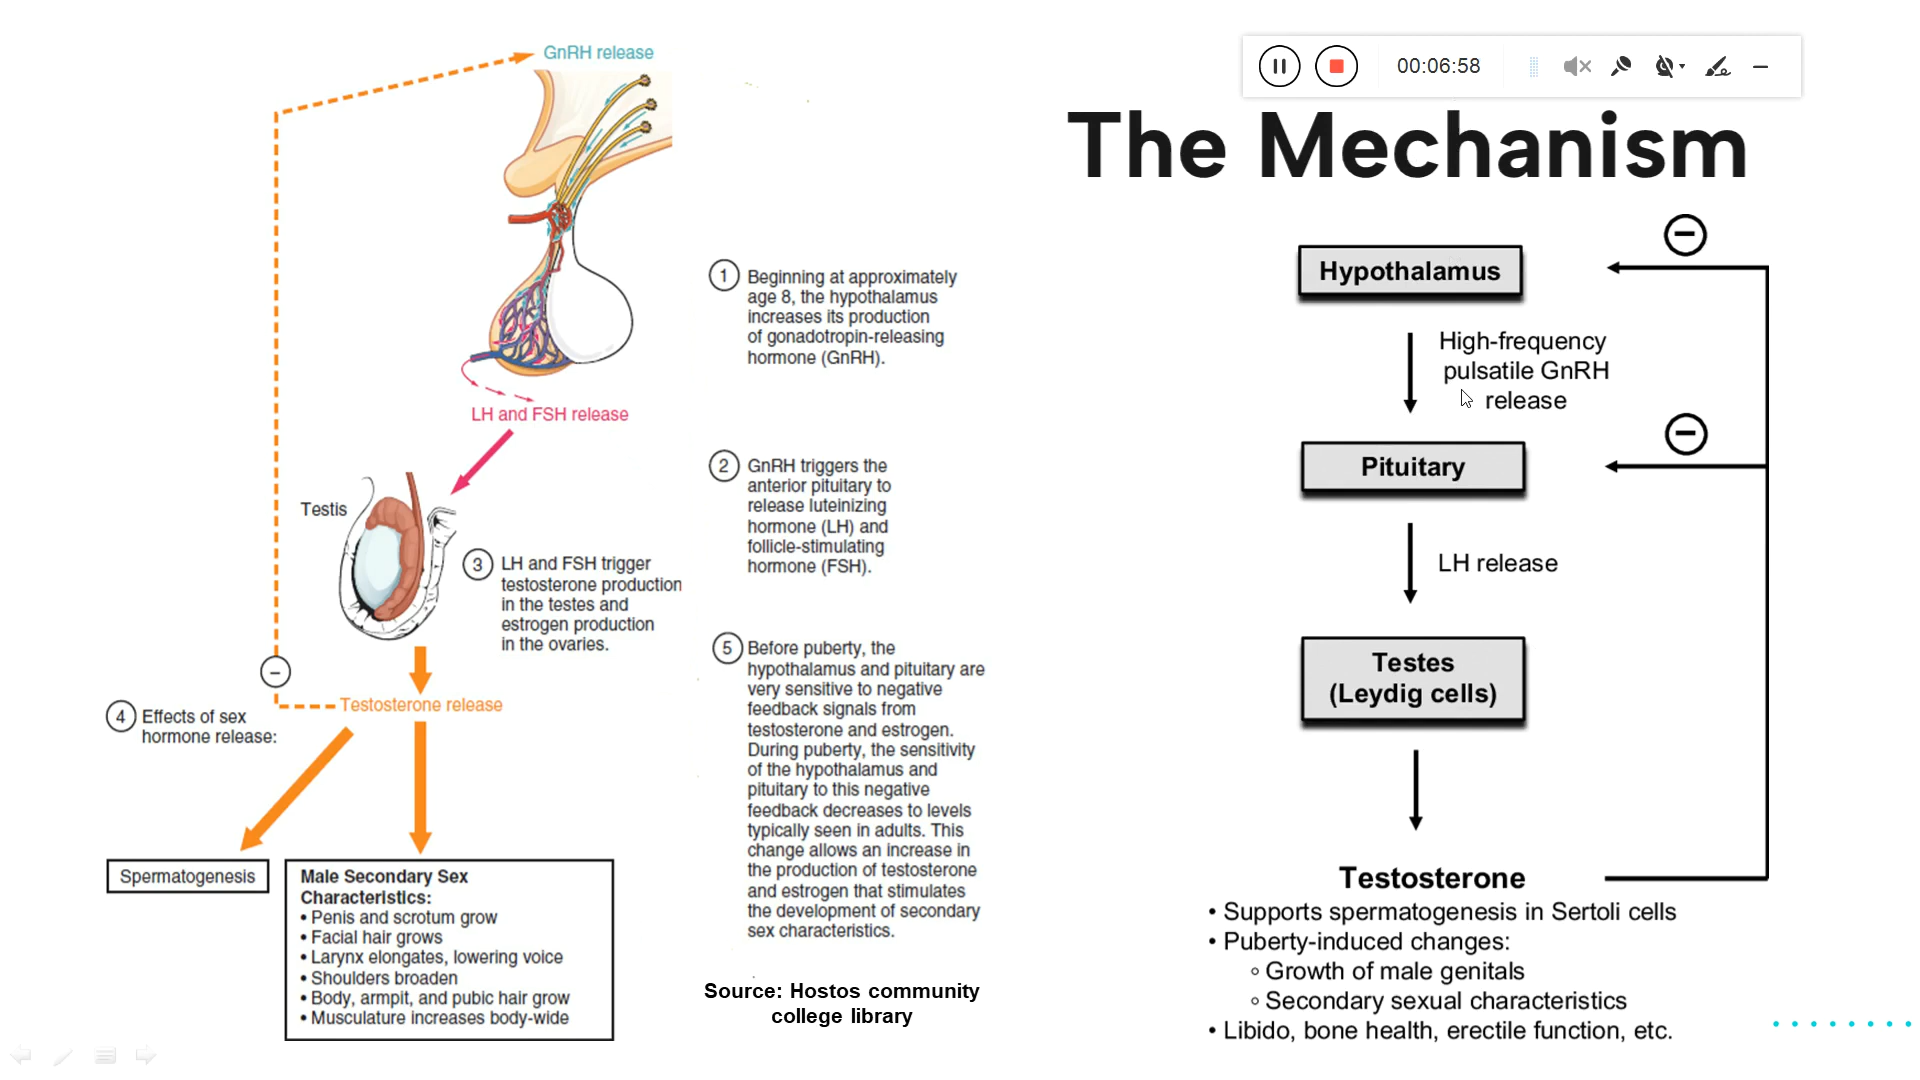 GnRH release
00:06:58
The Mechanism
1 Beginning at approximately
age 8, the hypothalamus
increases its production
of gonadotropin-releasing
hormone (GnRH).
LH and FSH release
2 GnRH triggers the
anterior pituitary to
release luteinizing
hormone (LH) and
follicle-stimulating
hormone (FSH).
Testis
3 LH and FSH trigger
testosterone production
in the testes and
estrogen production
in the ovaries.
−
Testosterone release
4 Effects of sex
hormone release:
5 Before puberty, the
hypothalamus and pituitary are
very sensitive to negative
feedback signals from
testosterone and estrogen.
During puberty, the sensitivity
of the hypothalamus and
pituitary to this negative
feedback decreases to levels
typically seen in adults. This
change allows an increase in
the production of testosterone
and estrogen that stimulates
the development of secondary
sex characteristics.
Spermatogenesis
Male Secondary Sex
Characteristics:
• Penis and scrotum grow
• Facial hair grows
• Larynx elongates, lowering voice
• Shoulders broaden
• Body, armpit, and pubic hair grow
• Musculature increases body-wide
Source: Hostos community
college library
−
Hypothalamus
High-frequency
pulsatile GnRH
release
−
Pituitary
LH release
Testes
(Leydig cells)
Testosterone
• Supports spermatogenesis in Sertoli cells
• Puberty-induced changes:
◦ Growth of male genitals
◦ Secondary sexual characteristics
• Libido, bone health, erectile function, etc.